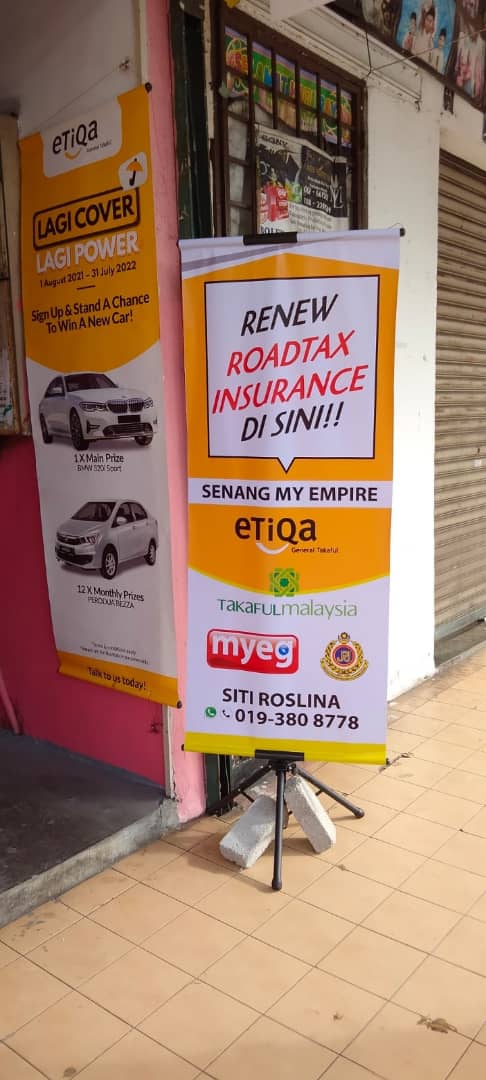 eTiQa
LAGI COVER
LAGI POWER
1 August 2021 – 31 July 2022
Sign Up & Stand A Chance
To Win A New Car!
1 X Main Prize
BMW 320i Sport
12 X Monthly Prizes
PERODUA BEZZA
Talk to us today!
RENEW
ROADTAX
INSURANCE
DI SINI!!
SENANG MY EMPIRE
eTiQa
General Takaful
TAKAFULmalaysia
myeg
SITI ROSLINA
019-380 8778